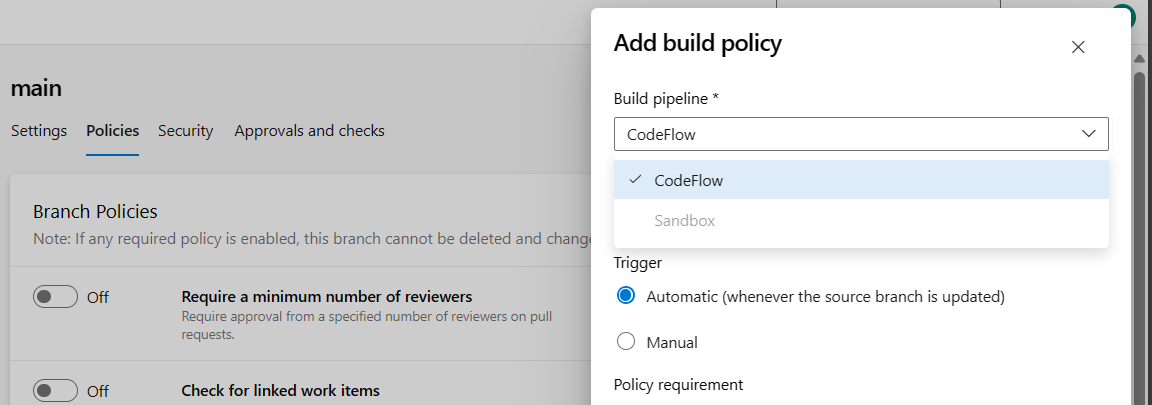 main
Settings
Policies
Security
Approvals and checks
Branch Policies
Note: If any required policy is enabled, this branch cannot be deleted and change
Off
Require a minimum number of reviewers
Require approval from a specified number of reviewers on pull
requests.
Off
Check for linked work items
Add build policy
Build pipeline *
CodeFlow
CodeFlow
Sandbox
Trigger
Automatic (whenever the source branch is updated)
Manual
Policy requirement